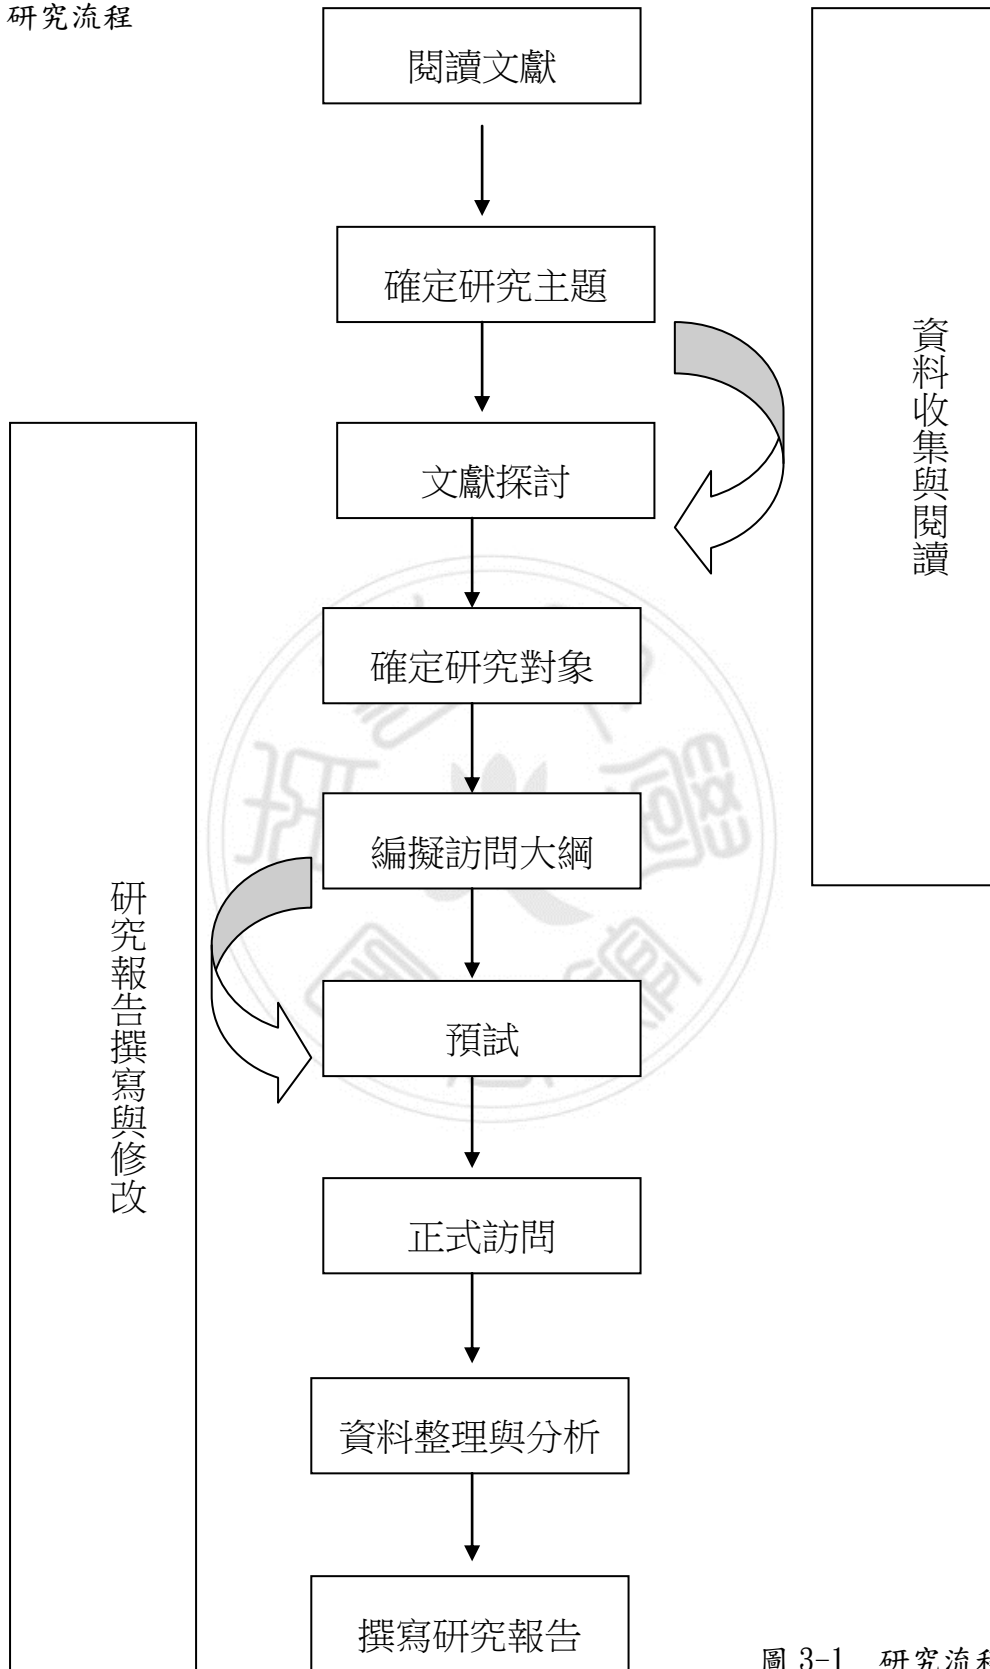 研究流程
閱讀文獻
確定研究主題
文獻探討
確定研究對象
編擬訪問大綱
預試
正式訪問
資料整理與分析
撰寫研究報告
資料收集與閱讀
研究報告撰寫與修改
圖 3-1 研究流程